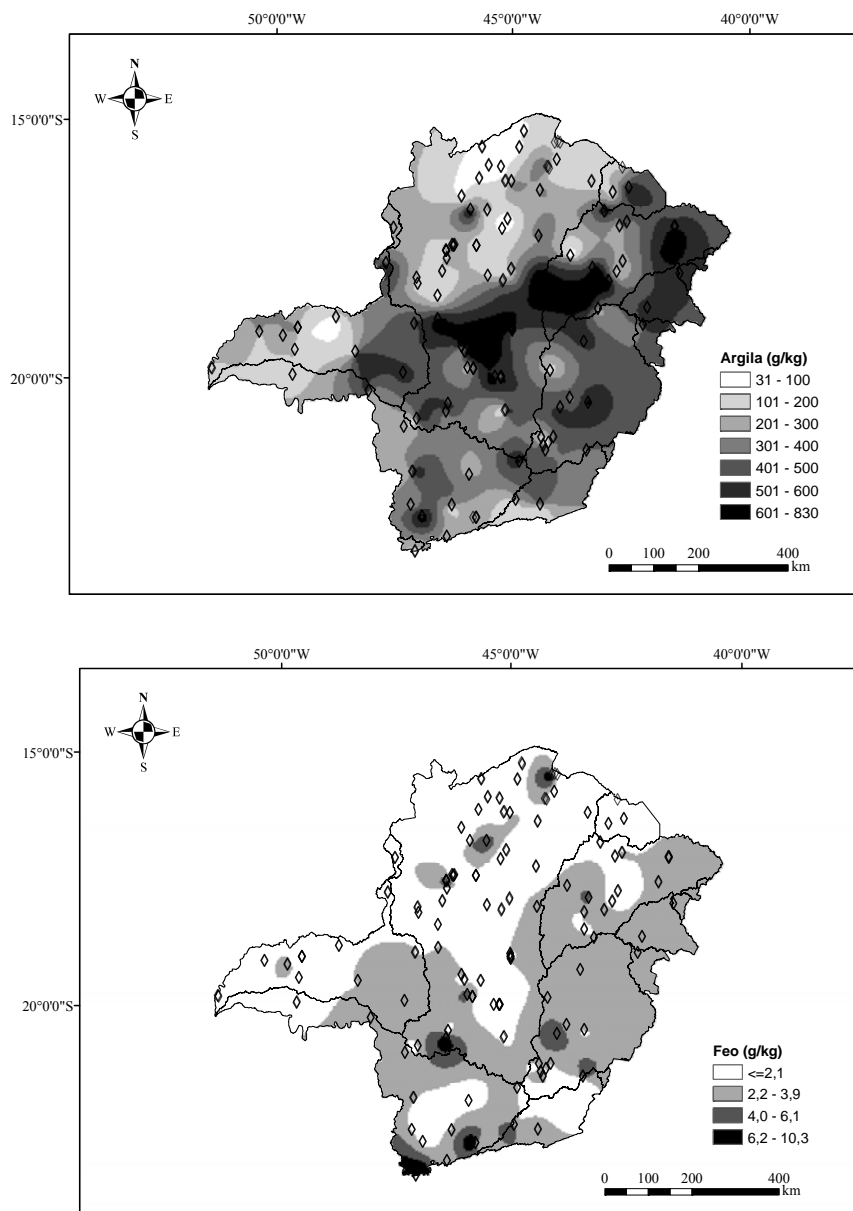 50°0'0"W 45°0'0"W 40°0'0"W
N
W E
S
15°0'0"S
20°0'0"S
Argila (g/kg)
31 - 100
101 - 200
201 - 300
301 - 400
401 - 500
501 - 600
601 - 830
0 100 200 400
km
50°0'0"W 45°0'0"W 40°0'0"W
N
W E
S
15°0'0"S
20°0'0"S
Feo (g/kg)
<=2,1
2,2 - 3,9
4,0 - 6,1
6,2 - 10,3
0 100 200 400
km